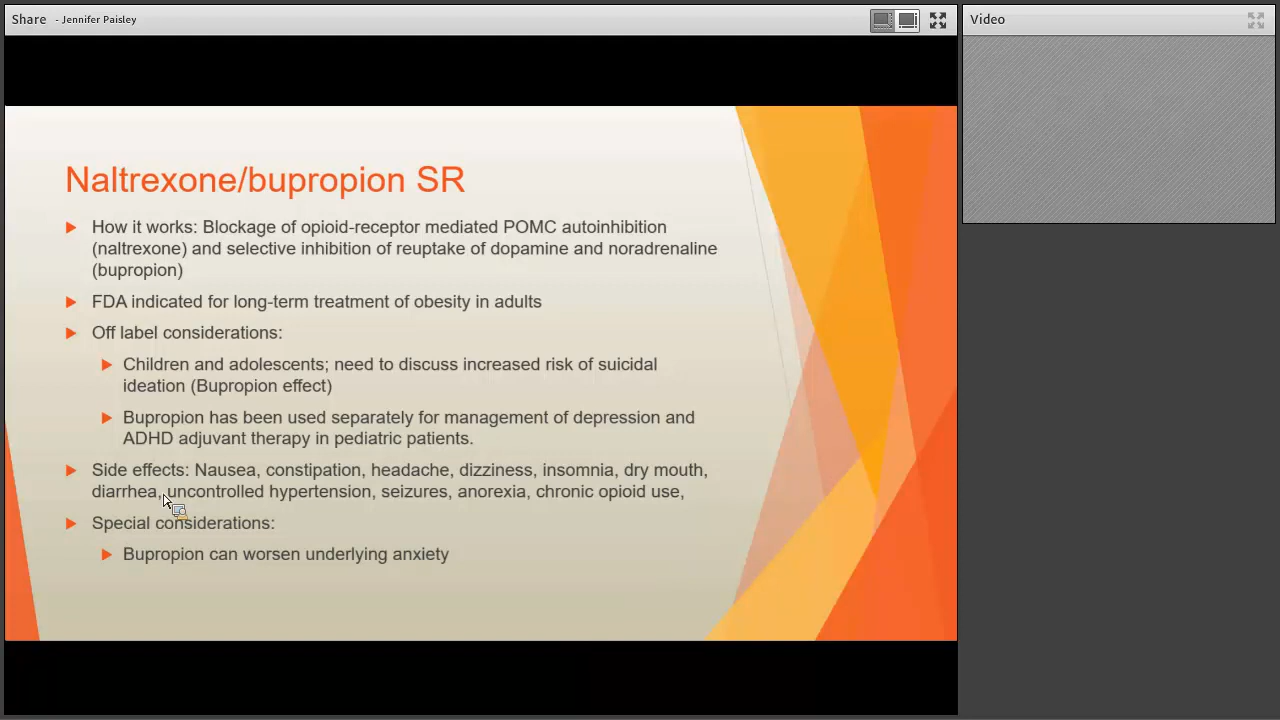 Share - Jennifer Paisley
Video
Naltrexone/bupropion SR
How it works: Blockage of opioid-receptor mediated POMC autoinhibition
(naltrexone) and selective inhibition of reuptake of dopamine and noradrenaline
(bupropion)
FDA indicated for long-term treatment of obesity in adults
Off label considerations:
Children and adolescents; need to discuss increased risk of suicidal
ideation (Bupropion effect)
Bupropion has been used separately for management of depression and
ADHD adjuvant therapy in pediatric patients.
Side effects: Nausea, constipation, headache, dizziness, insomnia, dry mouth,
diarrhea, uncontrolled hypertension, seizures, anorexia, chronic opioid use,
Special considerations:
Bupropion can worsen underlying anxiety